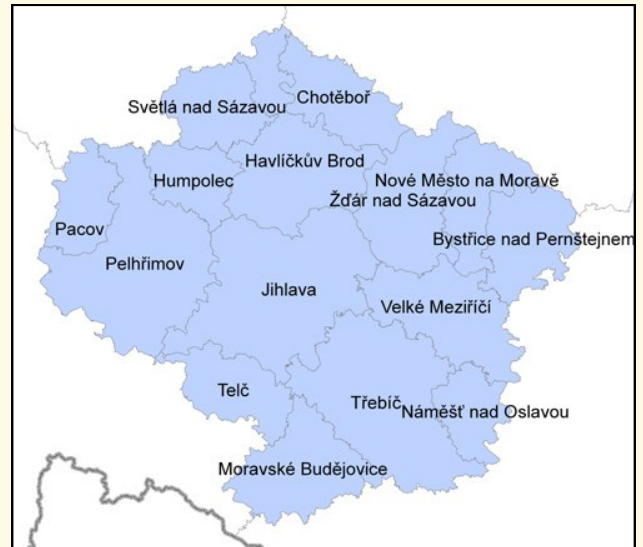 Chotěboř
Světlá nad Sázavou
Havlíčkův Brod
Humpolec
Nové Město na Moravě
Žďár nad Sázavou
Pacov
Bystřice nad Pernštejnem
Pelhřimov
Jihlava
Velké Meziříčí
Telč
Třebíč
Náměšť nad Oslavou
Moravské Budějovice